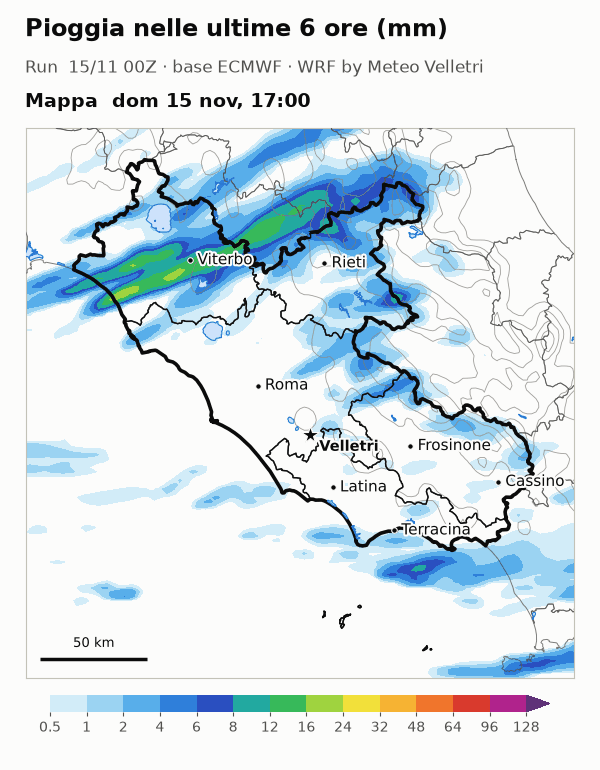 Pioggia nelle ultime 6 ore (mm)
Run  15/11 00Z · base ECMWF · WRF by Meteo Velletri
Mappa  dom 15 nov, 17:00
Viterbo
Rieti
Roma
Velletri
Frosinone
Cassino
Latina
Terracina
50 km
0.5 1 2 4 6 8 12 16 24 32 48 64 96 128